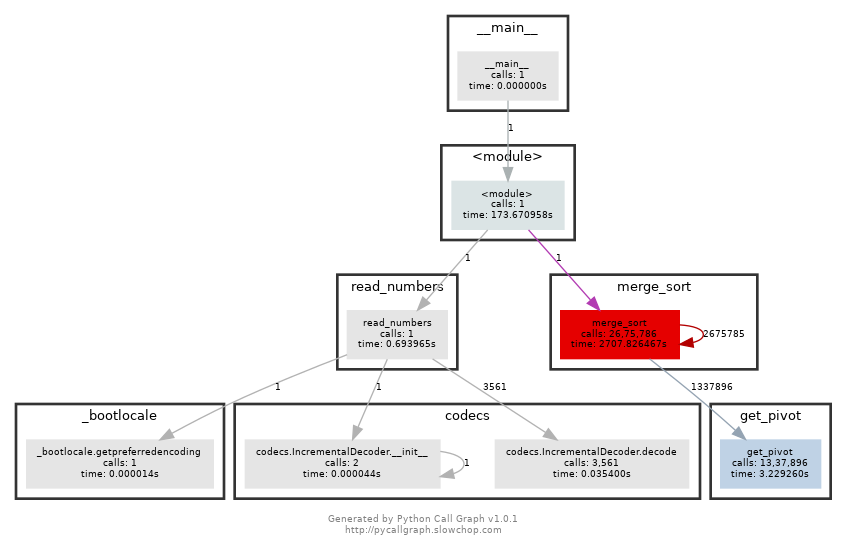 __main__
__main__
calls: 1
time: 0.000000s
1
<module>
<module>
calls: 1
time: 173.670958s
1
1
read_numbers
read_numbers
calls: 1
time: 0.693965s
merge_sort
merge_sort
calls: 26,75,786
time: 2707.826467s
2675785
1
1
3561
1337896
_bootlocale
_bootlocale.getpreferredencoding
calls: 1
time: 0.000014s
codecs
codecs.IncrementalDecoder.__init__
calls: 2
time: 0.000044s
1
codecs.IncrementalDecoder.decode
calls: 3,561
time: 0.035400s
get_pivot
get_pivot
calls: 13,37,896
time: 3.229260s
Generated by Python Call Graph v1.0.1
http://pycallgraph.slowchop.com